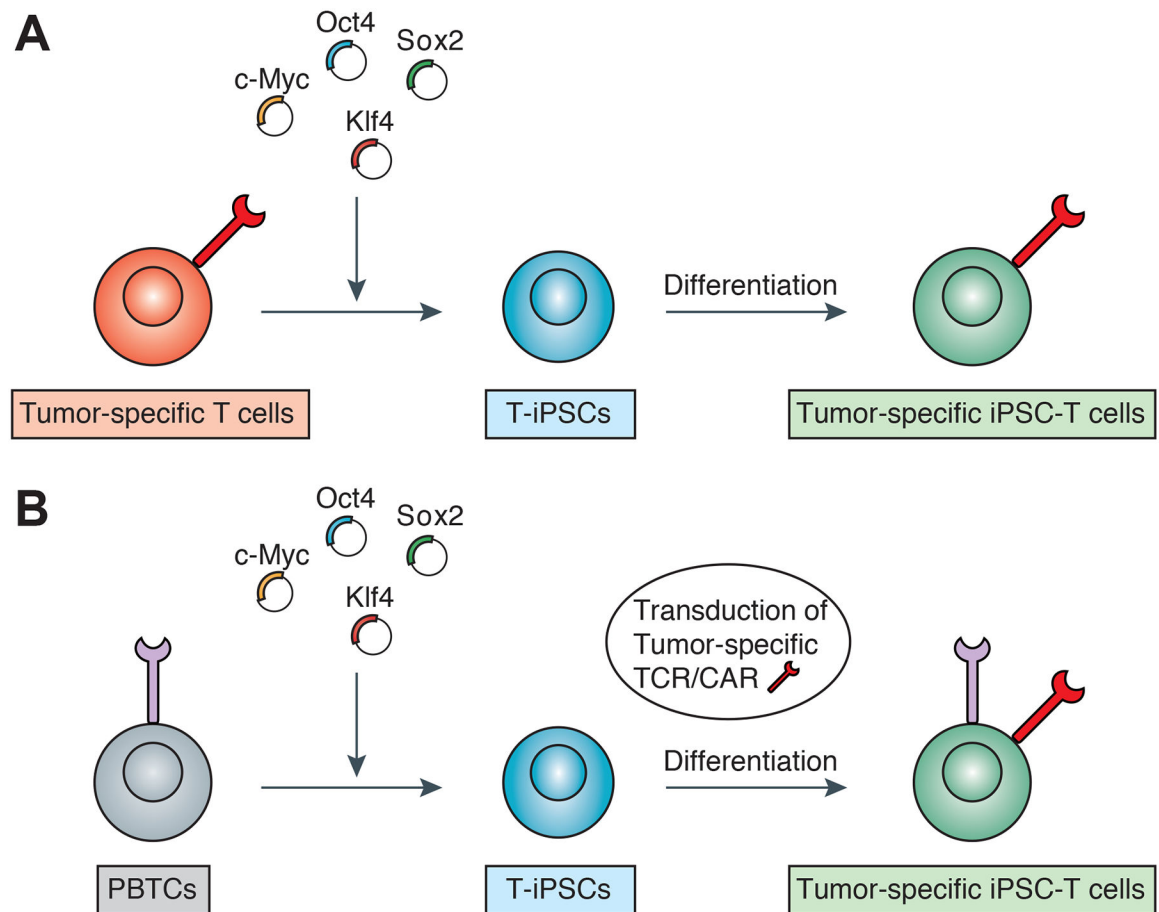 A
Oct4
Sox2
c-Myc
Klf4
Differentiation
Tumor-specific T cells
T-iPSCs
Tumor-specific iPSC-T cells
B
Oct4
Sox2
c-Myc
Klf4
Transduction of
Tumor-specific
TCR/CAR
Differentiation
PBTCs
T-iPSCs
Tumor-specific iPSC-T cells